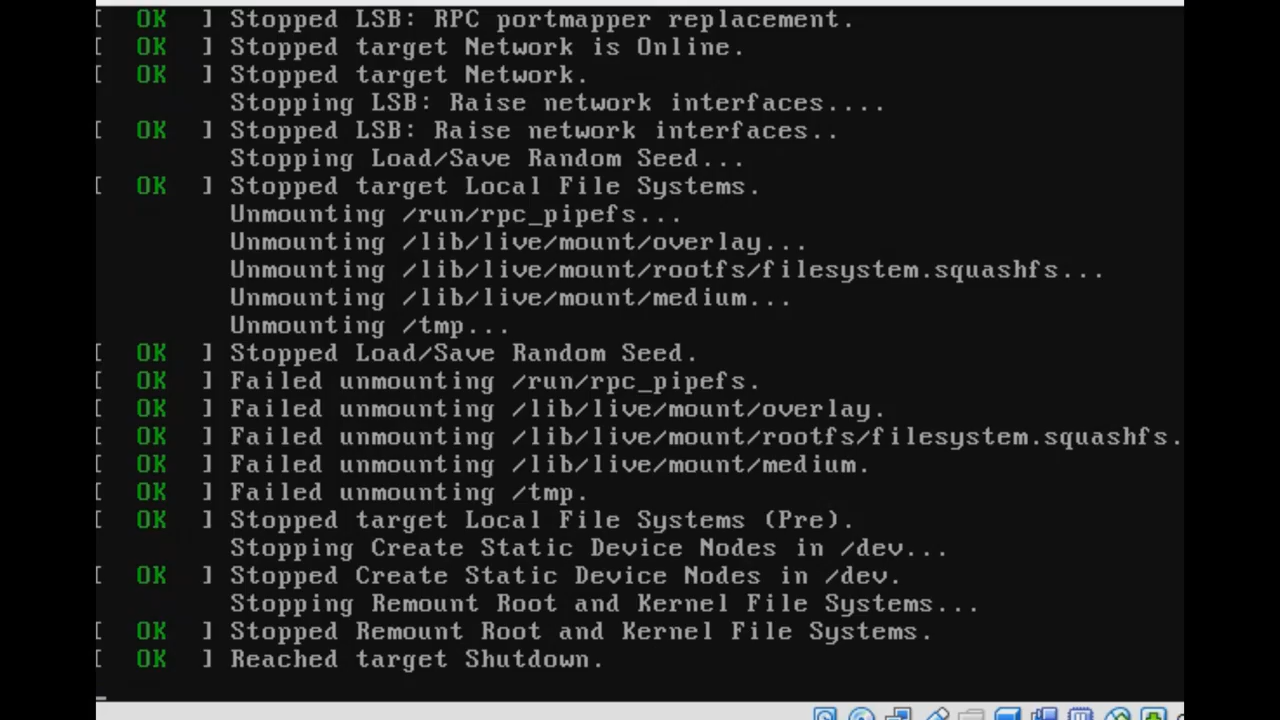 [ OK ] Stopped LSB: RPC portmapper replacement.
[ OK ] Stopped target Network is Online.
[ OK ] Stopped target Network.
Stopping LSB: Raise network interfaces....
[ OK ] Stopped LSB: Raise network interfaces..
Stopping Load/Save Random Seed...
[ OK ] Stopped target Local File Systems.
Unmounting /run/rpc_pipefs...
Unmounting /lib/live/mount/overlay...
Unmounting /lib/live/mount/rootfs/filesystem.squashfs...
Unmounting /lib/live/mount/medium...
Unmounting /tmp...
[ OK ] Stopped Load/Save Random Seed.
[ OK ] Failed unmounting /run/rpc_pipefs.
[ OK ] Failed unmounting /lib/live/mount/overlay.
[ OK ] Failed unmounting /lib/live/mount/rootfs/filesystem.squashfs.
[ OK ] Failed unmounting /lib/live/mount/medium.
[ OK ] Failed unmounting /tmp.
[ OK ] Stopped target Local File Systems (Pre).
Stopping Create Static Device Nodes in /dev...
[ OK ] Stopped Create Static Device Nodes in /dev.
Stopping Remount Root and Kernel File Systems...
[ OK ] Stopped Remount Root and Kernel File Systems.
[ OK ] Reached target Shutdown.